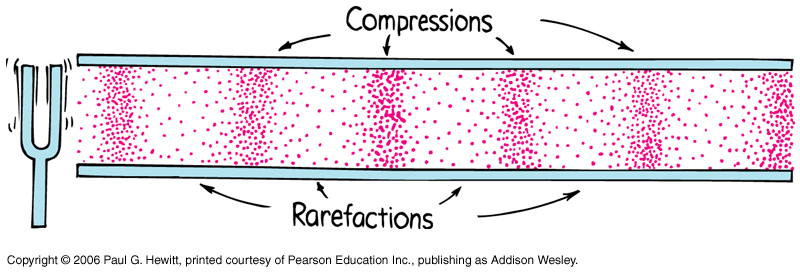 Compressions
Rarefactions
Copyright © 2006 Paul G. Hewitt, printed courtesy of Pearson Education Inc., publishing as Addison Wesley.